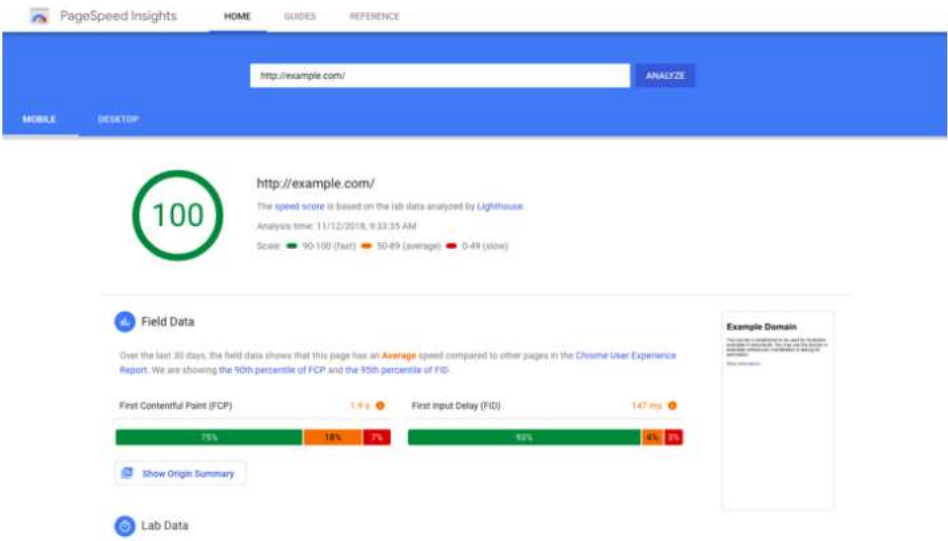 PageSpeed Insights HOME GUIDES REFERENCE
http://example.com/ ANALYZE
MOBILE DESKTOP
100
http://example.com/
The speed score is based on the lab data analyzed by Lighthouse.
Analysis time: 11/12/2018, 9:33:35 AM
Scale: 90-100 (fast) 50-89 (average) 0-49 (slow)
Field Data
Over the last 30 days, the field data shows that this page has an Average speed compared to other pages in the Chrome User Experience
Report. We are showing the 90th percentile of FCP and the 95th percentile of FID.
First Contentful Paint (FCP) 1.9 s First Input Delay (FID) 147 ms
75% 18% 7% 93% 4% 3%
Show Origin Summary
Example Domain
Lab Data